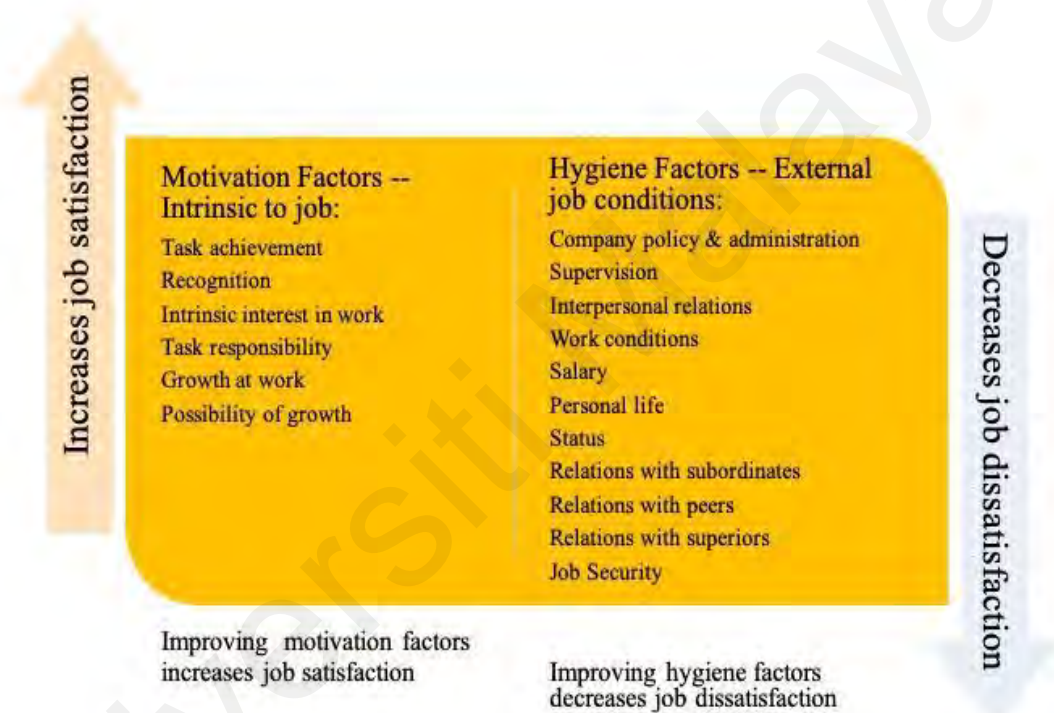 Increases job satisfaction
Motivation Factors --
Intrinsic to job:
Task achievement
Recognition
Intrinsic interest in work
Task responsibility
Growth at work
Possibility of growth
Hygiene Factors -- External
job conditions:
Company policy & administration
Supervision
Interpersonal relations
Work conditions
Salary
Personal life
Status
Relations with subordinates
Relations with peers
Relations with superiors
Job Security
Decreases job dissatisfaction
Improving motivation factors
increases job satisfaction
Improving hygiene factors
decreases job dissatisfaction